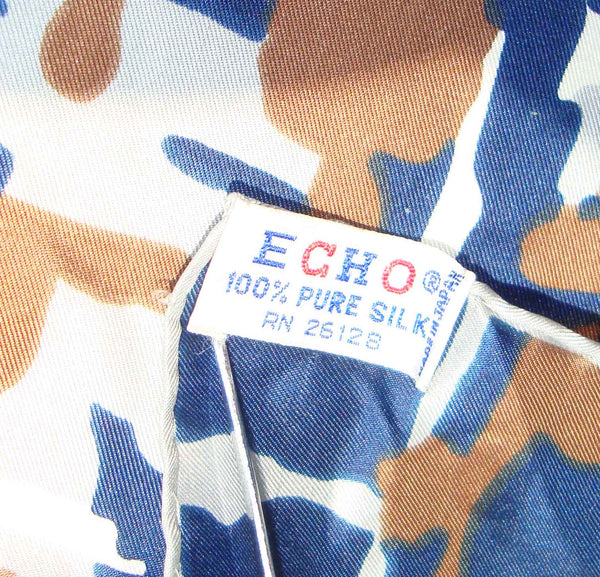 ECHO®
100% PURE SILK
RN 26128
MADE IN JAPAN